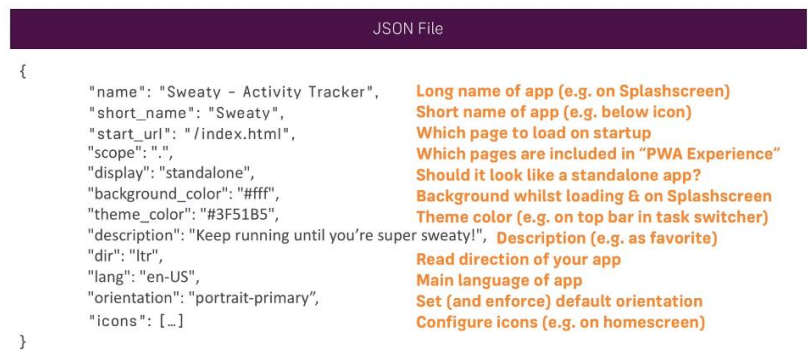 JSON File
{
"name": "Sweaty – Activity Tracker", Long name of app (e.g. on Splashscreen)
"short_name": "Sweaty", Short name of app (e.g. below icon)
"start_url": "/index.html", Which page to load on startup
"scope": ".", Which pages are included in “PWA Experience”
"display": "standalone", Should it look like a standalone app?
"background_color": "#fff", Background whilst loading & on Splashscreen
"theme_color": "#3F51B5", Theme color (e.g. on top bar in task switcher)
"description": "Keep running until you’re super sweaty!", Description (e.g. as favorite)
"dir": "ltr", Read direction of your app
"lang": "en-US", Main language of app
"orientation": "portrait-primary”, Set (and enforce) default orientation
"icons": […] Configure icons (e.g. on homescreen)
}